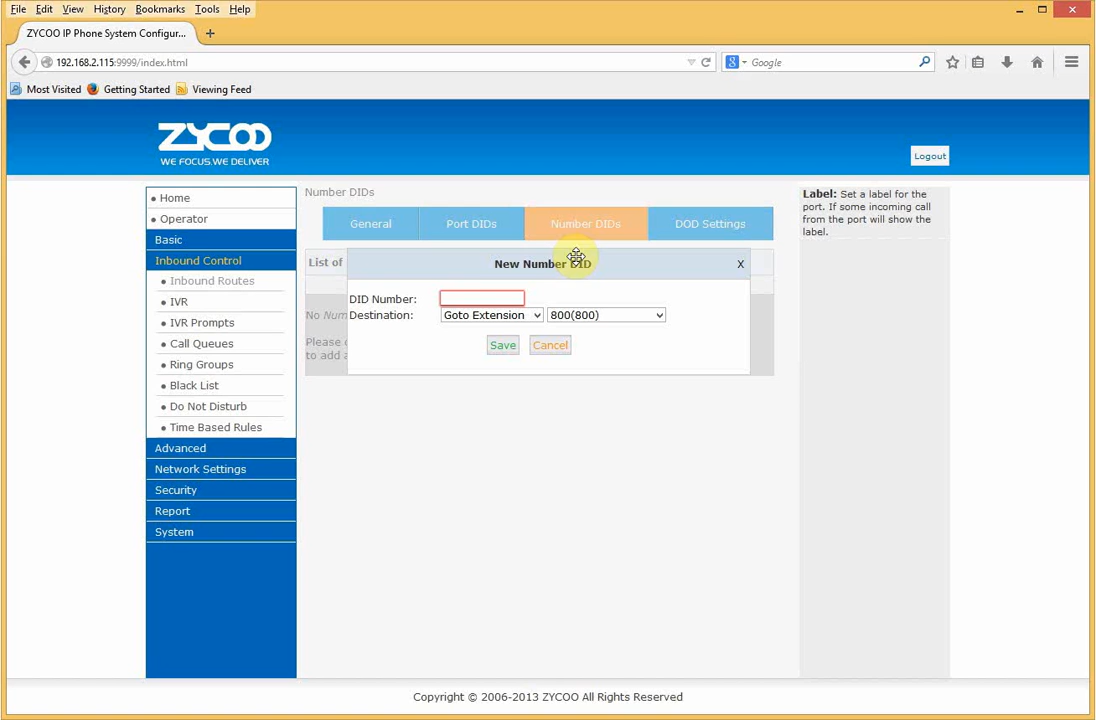 File Edit View History Bookmarks Tools Help
ZYCOO IP Phone System Configur...
192.168.2.115:9999/index.html
Google
Most Visited Getting Started Viewing Feed
ZYCOO
WE FOCUS.WE DELIVER
Logout
Home
Operator
Basic
Inbound Control
Inbound Routes
IVR
IVR Prompts
Call Queues
Ring Groups
Black List
Do Not Disturb
Time Based Rules
Advanced
Network Settings
Security
Report
System
Number DIDs
General Port DIDs Number DIDs DOD Settings
List of
New Number DID X
DID Number:
Destination: Goto Extension 800(800)
Save Cancel
No Num
Please
to add a
Label: Set a label for the
port. If some incoming call
from the port will show the
label.
Copyright © 2006-2013 ZYCOO All Rights Reserved